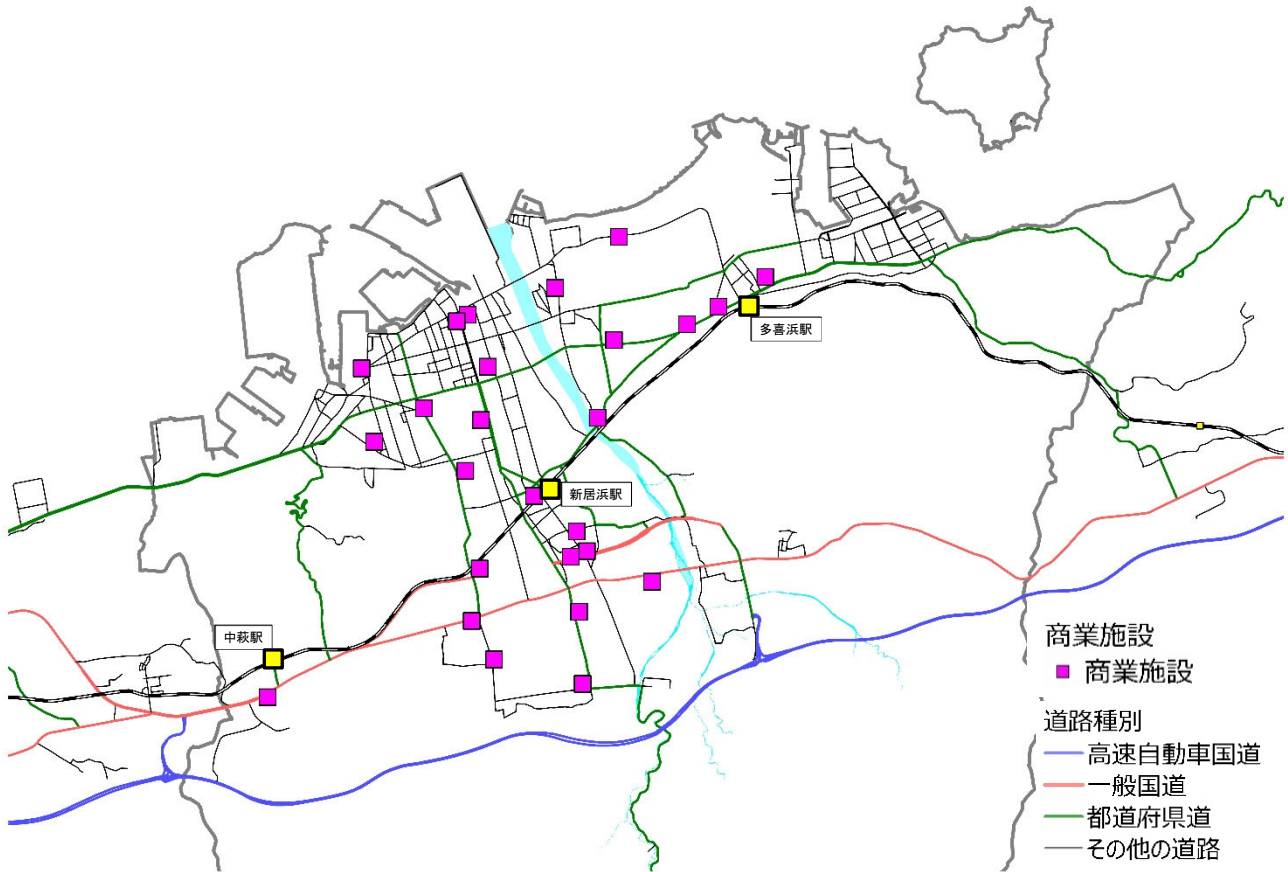 多喜浜駅
新居浜駅
中萩駅
商業施設
商業施設
道路種別
高速自動車国道
一般国道
都道府県道
その他の道路